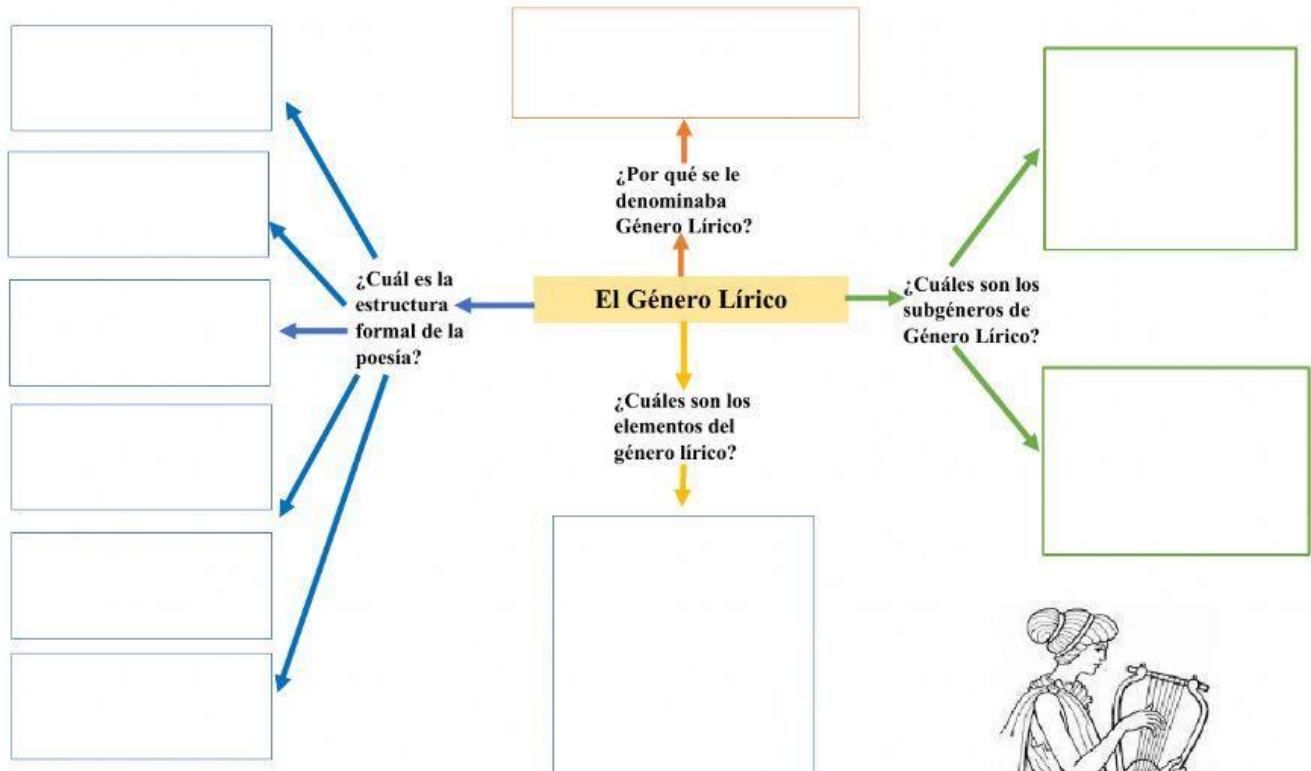 ¿Por qué se le
denominaba
Género Lírico?
¿Cuál es la
estructura
formal de la
poesía?
El Género Lírico
¿Cuáles son los
subgéneros de
Género Lírico?
¿Cuáles son los
elementos del
género lírico?